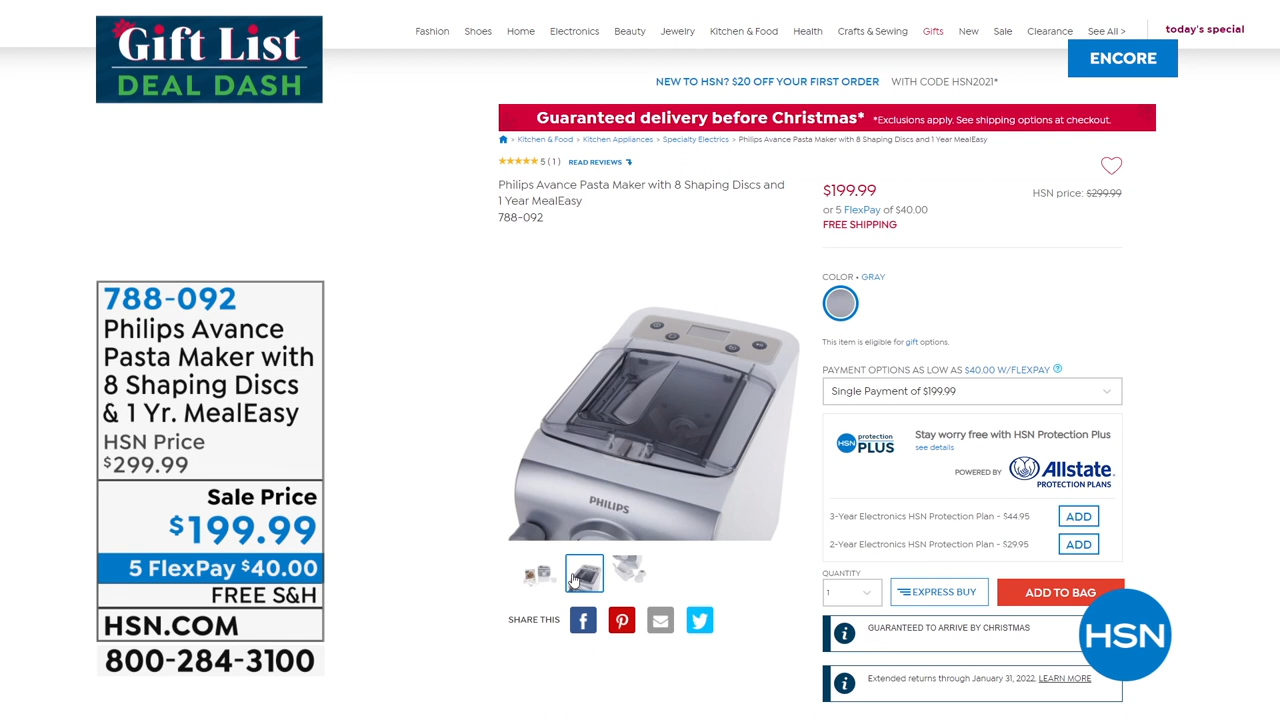 Gift List
DEAL DASH
Fashion Shoes Home Electronics Beauty Jewelry Kitchen & Food Health Crafts & Sewing Gifts New Sale Clearance See All > today's special
ENCORE
NEW TO HSN? $20 OFF YOUR FIRST ORDER WITH CODE HSN2021*
Guaranteed delivery before Christmas* *Exclusions apply. See shipping options at checkout.
> Kitchen & Food > Kitchen Appliances > Specialty Electrics > Philips Avance Pasta Maker with 8 Shaping Discs and 1 Year MealEasy
5 ( 1 ) READ REVIEWS
Philips Avance Pasta Maker with 8 Shaping Discs and
1 Year MealEasy
788-092
$199.99 HSN price: $299.99
or 5 FlexPay of $40.00
FREE SHIPPING
COLOR • GRAY
This item is eligible for gift options.
PAYMENT OPTIONS AS LOW AS $40.00 W/FLEXPAY ?
Single Payment of $199.99
HSN protection PLUS
Stay worry free with HSN Protection Plus
see details
POWERED BY Allstate.
PROTECTION PLANS
3-Year Electronics HSN Protection Plan - $44.95 ADD
2-Year Electronics HSN Protection Plan - $29.95 ADD
QUANTITY
1 EXPRESS BUY ADD TO BAG
i GUARANTEED TO ARRIVE BY CHRISTMAS
i Extended returns through January 31, 2022. LEARN MORE
HSN
PHILIPS
SHARE THIS
788-092
Philips Avance
Pasta Maker with
8 Shaping Discs
& 1 Yr. MealEasy
HSN Price
$299.99
Sale Price
$199.99
5 FlexPay $40.00
FREE S&H
HSN.COM
800-284-3100